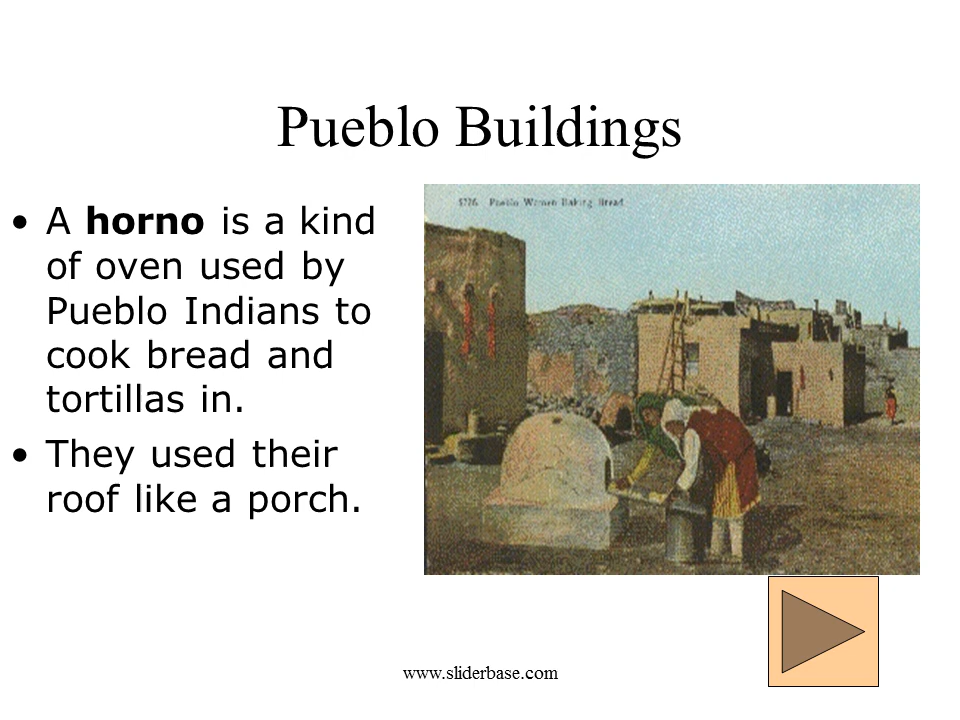 Pueblo Buildings
• A horno is a kind
of oven used by
Pueblo Indians to
cook bread and
tortillas in.
• They used their
roof like a porch.
5726 Pueblo Women Baking Bread
www.sliderbase.com